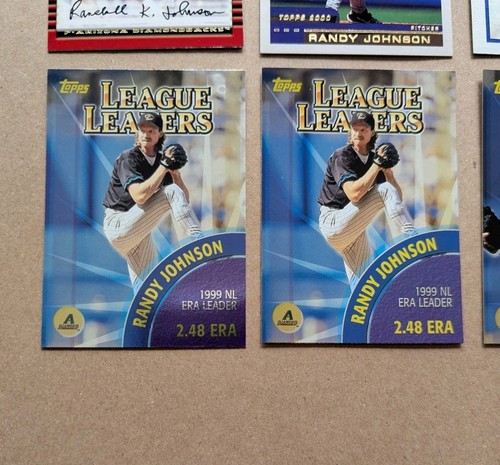 Randall K. Johnson
ARIZONA DIAMONDBACKS
TOPPS 2000
PITCHER
RANDY JOHNSON
Topps
LEAGUE
LEADERS
RANDY JOHNSON
1999 NL
ERA LEADER
2.48 ERA
A
Topps
LEAGUE
LEADERS
RANDY JOHNSON
1999 NL
ERA LEADER
2.48 ERA
A